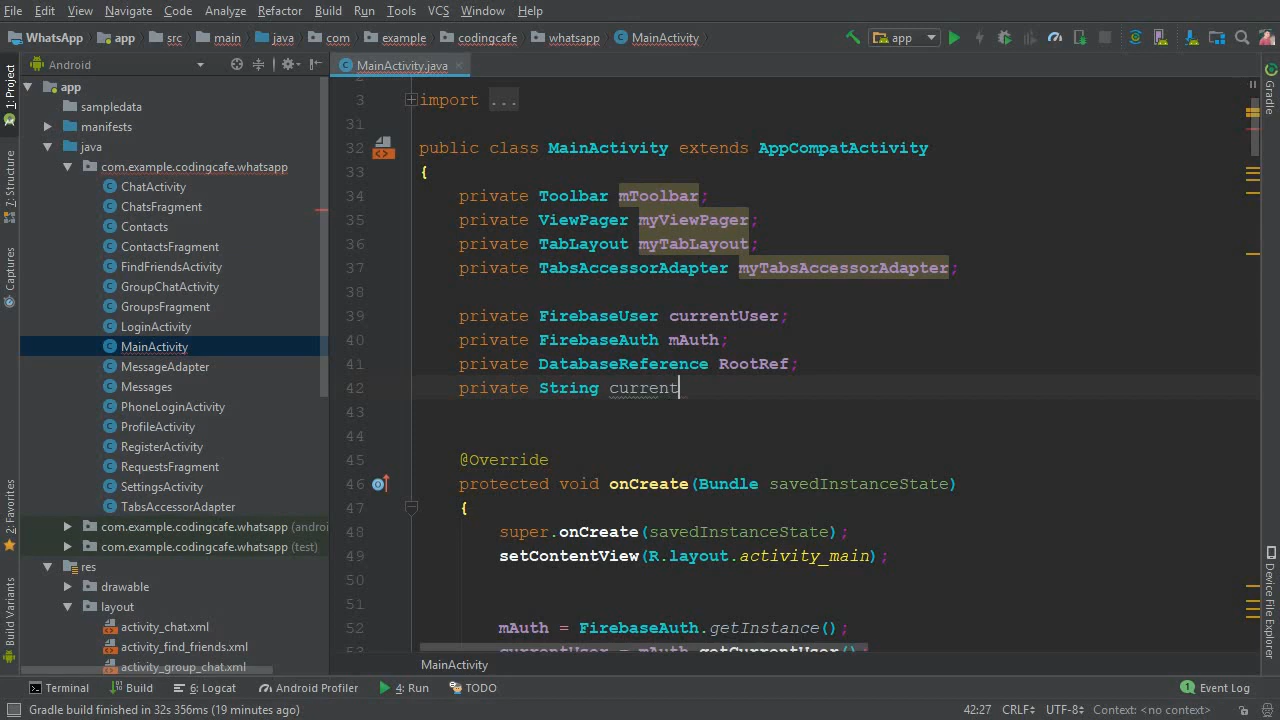 File Edit View Navigate Code Analyze Refactor Build Run Tools VCS Window Help
WhatsApp app src main java com example codingcafe whatsapp MainActivity app
Android
MainActivity.java
1: Project
Z: Structure
Captures
2: Favorites
Build Variants
app
sampledata
manifests
java
com.example.codingcafe.whatsapp
ChatActivity
ChatsFragment
Contacts
ContactsFragment
FindFriendsActivity
GroupChatActivity
GroupsFragment
LoginActivity
MainActivity
MessageAdapter
Messages
PhoneLoginActivity
ProfileActivity
RegisterActivity
RequestsFragment
SettingsActivity
TabsAccessorAdapter
com.example.codingcafe.whatsapp (androi
com.example.codingcafe.whatsapp (test)
res
drawable
layout
activity_chat.xml
activity_find_friends.xml
activity_group_chat.xml
3 import ...
31
32 public class MainActivity extends AppCompatActivity
33 {
34 private Toolbar mToolbar;
35 private ViewPager myViewPager;
36 private TabLayout myTabLayout;
37 private TabsAccessorAdapter myTabsAccessorAdapter;
38
39 private FirebaseUser currentUser;
40 private FirebaseAuth mAuth;
41 private DatabaseReference RootRef;
42 private String current
43
44
45 @Override
46 protected void onCreate(Bundle savedInstanceState)
47 {
48 super.onCreate(savedInstanceState);
49 setContentView(R.layout.activity_main);
50
51
52 mAuth = FirebaseAuth.getInstance();
53 currentUser = mAuth.getCurrentUser();
MainActivity
Gradle
Device File Explorer
Terminal Build 6: Logcat Android Profiler 4: Run TODO Event Log
Gradle build finished in 32s 356ms (19 minutes ago) 42:27 CRLF UTF-8 Context: <no context>